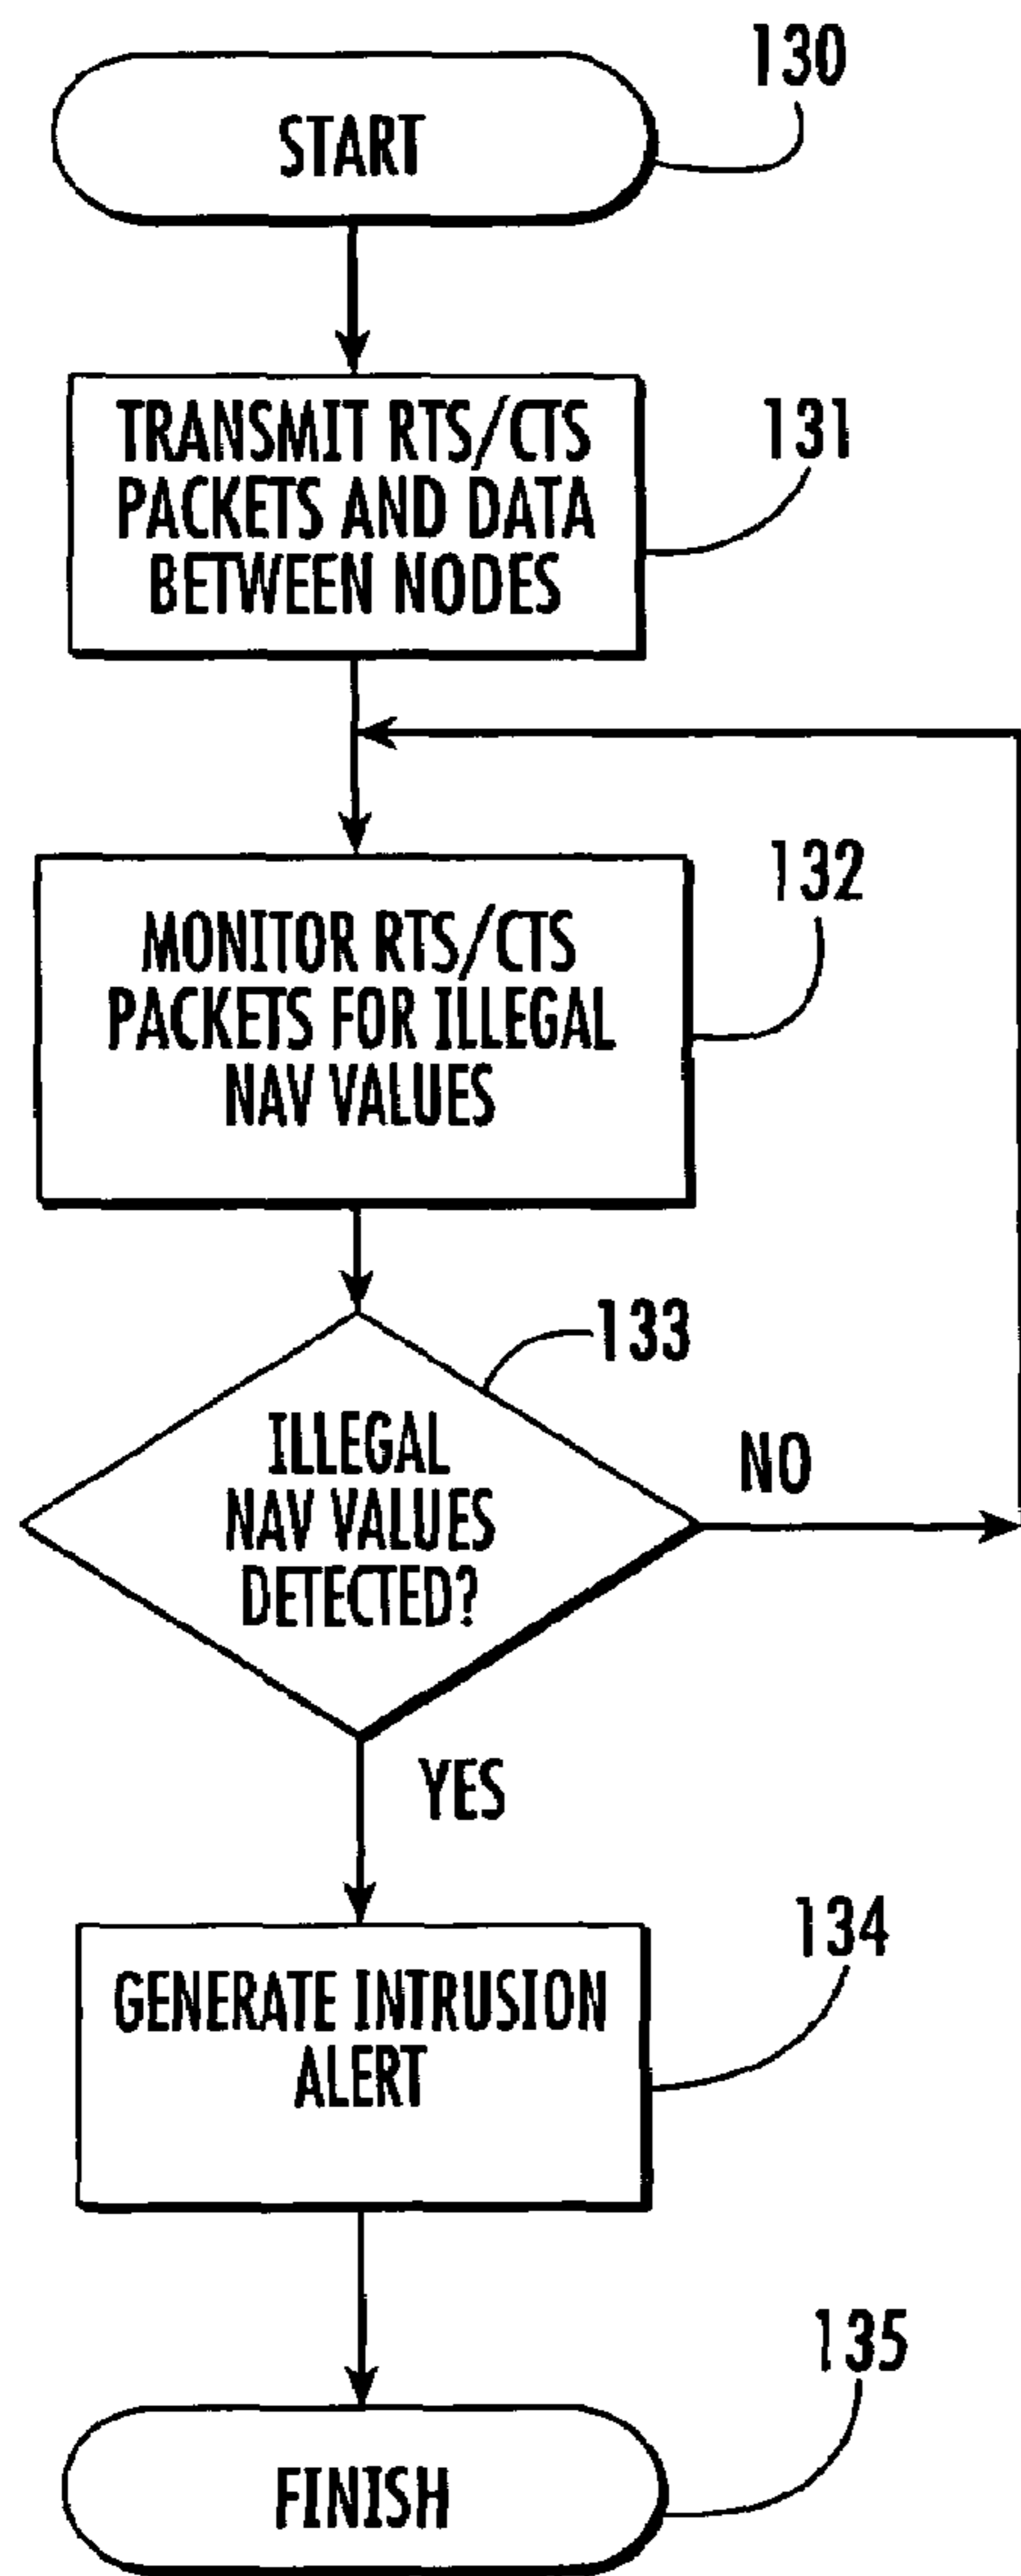 130
START
TRANSMIT RTS/CTS
PACKETS AND DATA
BETWEEN NODES
131
MONITOR RTS/CTS
PACKETS FOR ILLEGAL
NAV VALUES
132
133
ILLEGAL
NAV VALUES
DETECTED?
NO
YES
134
GENERATE INTRUSION
ALERT
135
FINISH